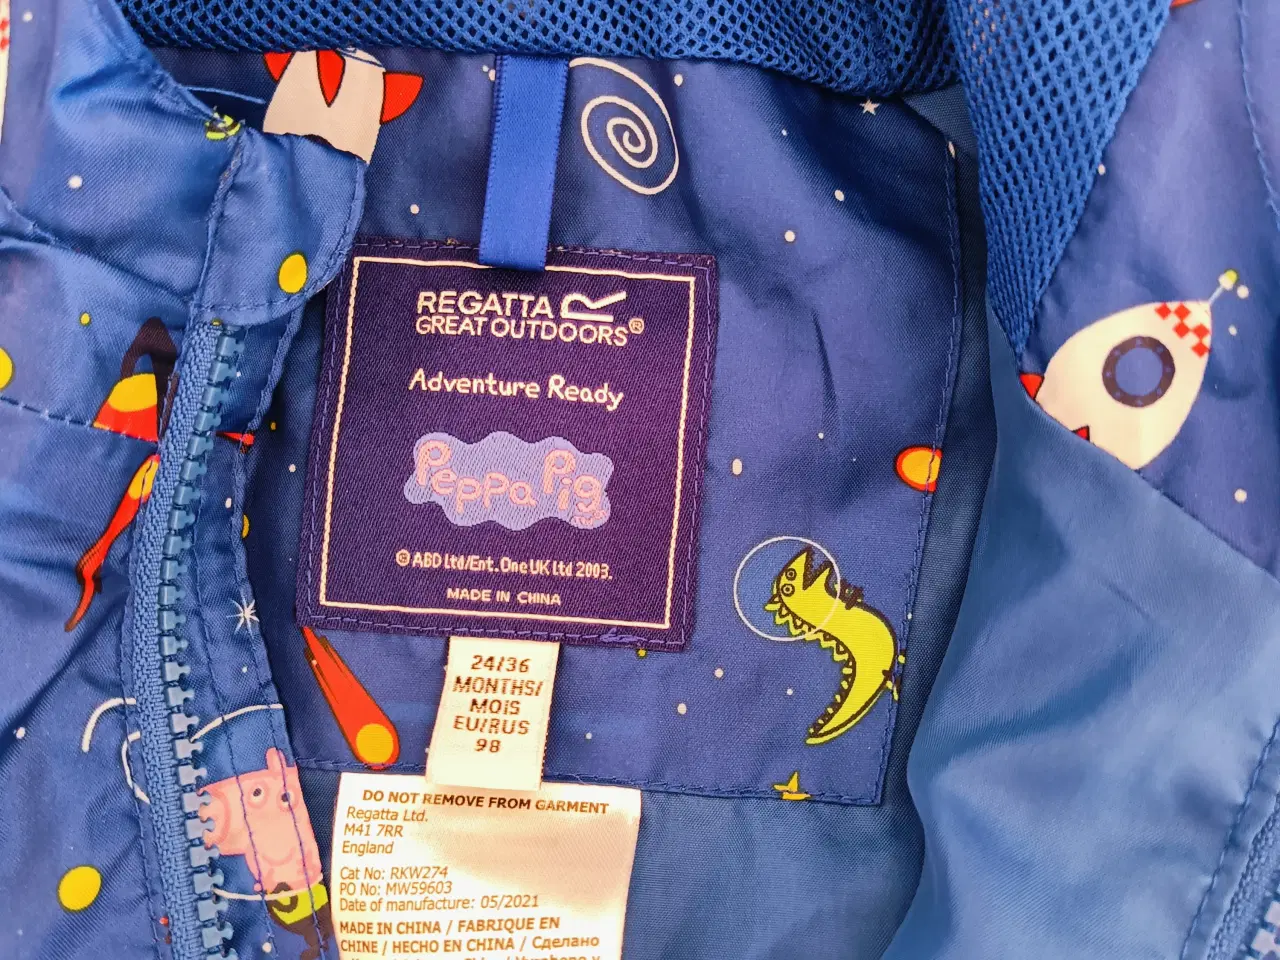 REGATTA
GREAT OUTDOORS®
Adventure Ready
Peppa Pig
© ABD Ltd/Ent. One UK Ltd 2003.
MADE IN CHINA
24/36
MONTHS/
MOIS
EU/RUS
98
DO NOT REMOVE FROM GARMENT
Regatta Ltd.
M41 7RR
England
Cat No: RKW274
PO No: MW59603
Date of manufacture: 05/2021
MADE IN CHINA / FABRIQUE EN
CHINE / HECHO EN CHINA / Сделано